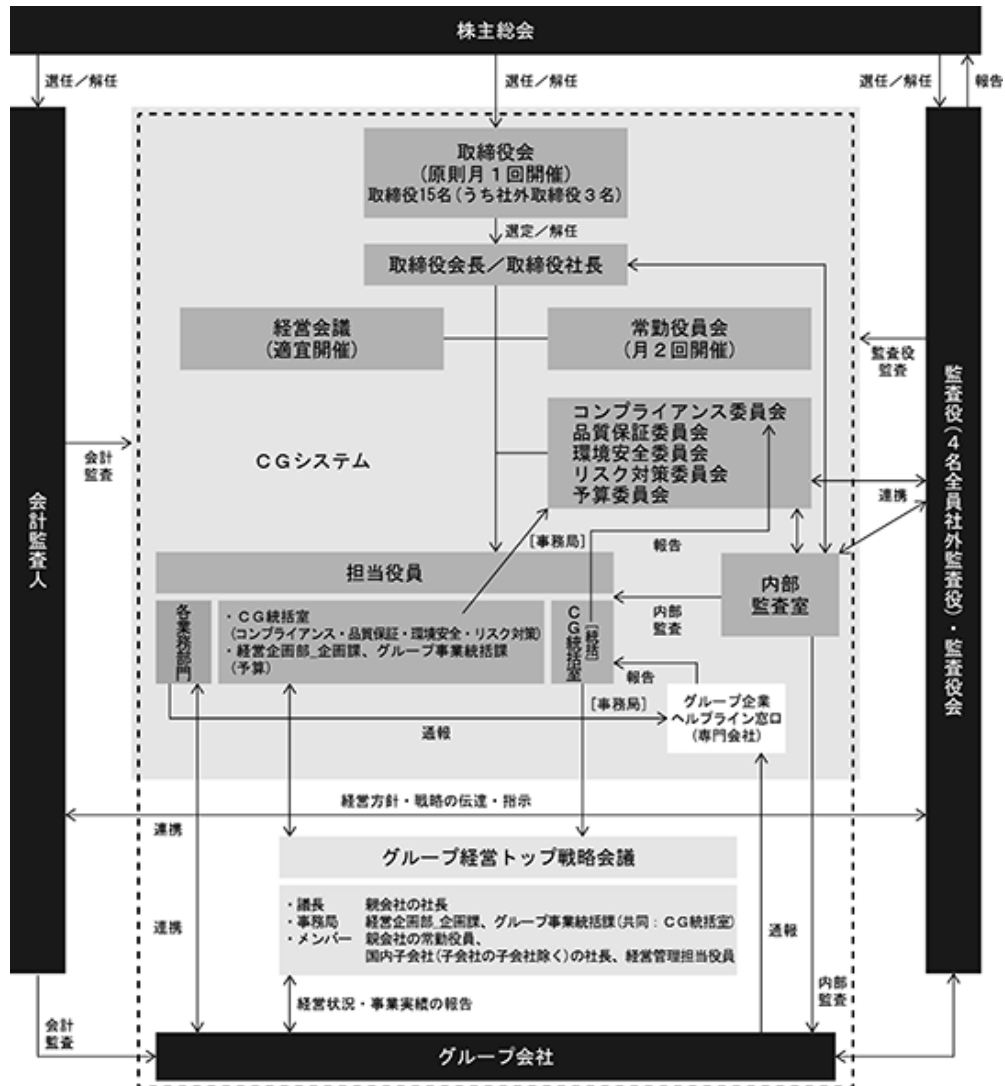 株主総会
選任／解任
選任／解任
選任／解任
報告
取締役会
(原則月１回開催)
取締役15名(うち社外取締役３名)
選定／解任
取締役会長／取締役社長
経営会議
(適宜開催)
常勤役員会
(月２回開催)
監査役
監査
コンプライアンス委員会
品質保証委員会
環境安全委員会
リスク対策委員会
予算委員会
ＣＧシステム
会計
監査
連携
会計監査人
監査役(４名全員社外監査役)・監査役会
[事務局]
報告
担当役員
内部
監査室
内部
監査
各業務部門
・ＣＧ統括室
(コンプライアンス・品質保証・環境安全・リスク対策)
・経営企画部_企画課、グループ事業統括課
(予算)
ＣＧ統括室
[統括]
報告
[事務局]
通報
グループ企業
ヘルプライン窓口
(専門会社)
経営方針・戦略の伝達・指示
連携
グループ経営トップ戦略会議
・議長　親会社の社長
・事務局　経営企画部_企画課、グループ事業統括課(共同：ＣＧ統括室)
・メンバー　親会社の常勤役員、
国内子会社(子会社の子会社除く)の社長、経営管理担当役員
連携
通報
経営状況・事業実績の報告
内部
監査
会計
監査
グループ会社